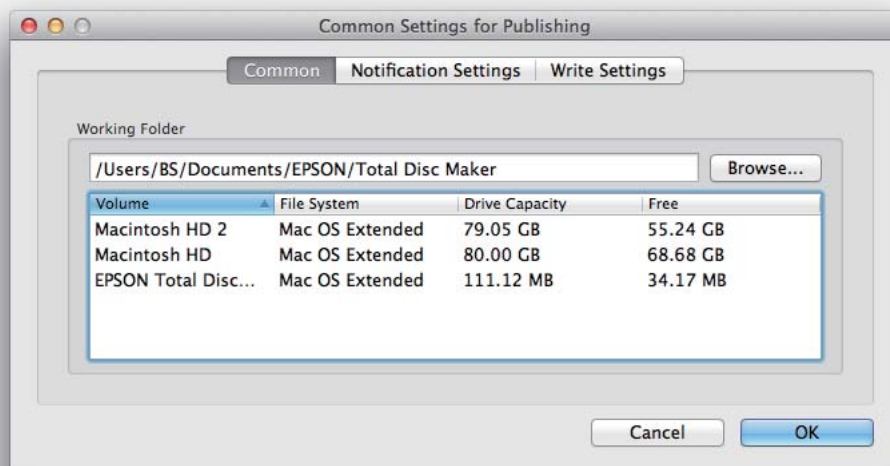 Common Settings for Publishing
Common Notification Settings Write Settings
Working Folder
/Users/BS/Documents/EPSON/Total Disc Maker Browse...
Volume File System Drive Capacity Free
Macintosh HD 2 Mac OS Extended 79.05 GB 55.24 GB
Macintosh HD Mac OS Extended 80.00 GB 68.68 GB
EPSON Total Disc... Mac OS Extended 111.12 MB 34.17 MB
Cancel OK